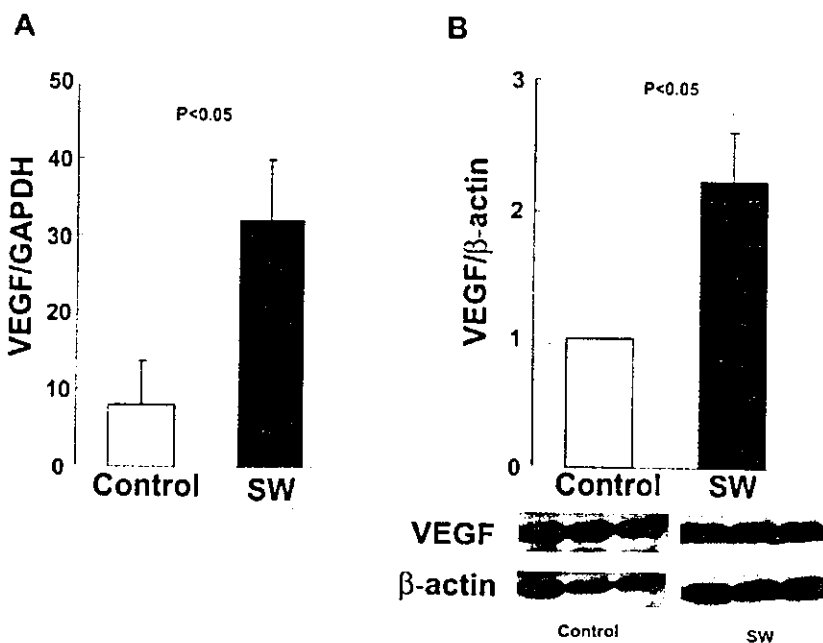 A
VEGF/GAPDH
50
40
30
20
10
0
P<0.05
Control SW
B
VEGF/β-actin
3
2
1
0
P<0.05
Control SW
VEGF
β-actin
Control SW